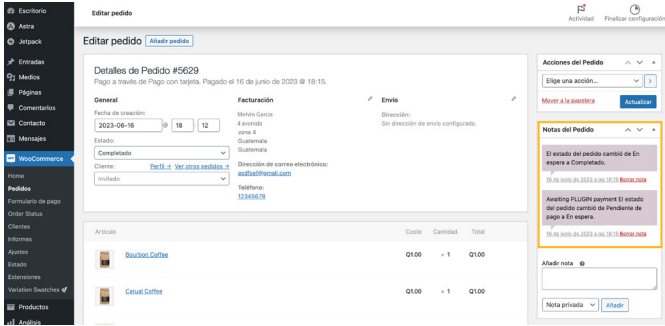 Escritorio
Astra
Jetpack
Entradas
Medios
Páginas
Comentarios
Contacto
Mensajes
WooCommerce
Home
Pedidos
Formulario de pago
Order Status
Clientes
Informes
Ajustes
Estado
Extensiones
Variation Swatches
Productos
Análisis
Editar pedido
Actividad
Finalizar configuración
Editar pedido Añadir pedido
Detalles de Pedido #5629
Pago a través de Pago con tarjeta. Pagado el 16 de junio de 2023 @ 18:15.
General
Fecha de creación:
2023-06-16 @ 18 : 12
Estado:
Completado
Cliente: Perfil → Ver otros pedidos →
Invitado
Facturación
Melvin Garcia
4 avenida
zona 4
Guatemala
Guatemala
Dirección de correo electrónico:
asdfsef@gmail.com
Teléfono:
12345678
Envío
Dirección:
Sin dirección de envío configurada.
Artículo Coste Cantidad Total
Bourbon Coffee Q1.00 × 1 Q1.00
Catual Coffee Q1.00 × 1 Q1.00
Acciones del Pedido
Elige una acción...
Mover a la papelera Actualizar
Notas del Pedido
El estado del pedido cambió de En
espera a Completado.
16 de junio de 2023 a las 18:15 Borrar nota
Awaiting PLUGIN payment El estado
del pedido cambió de Pendiente de
pago a En espera.
16 de junio de 2023 a las 18:15 Borrar nota
Añadir nota
Nota privada Añadir